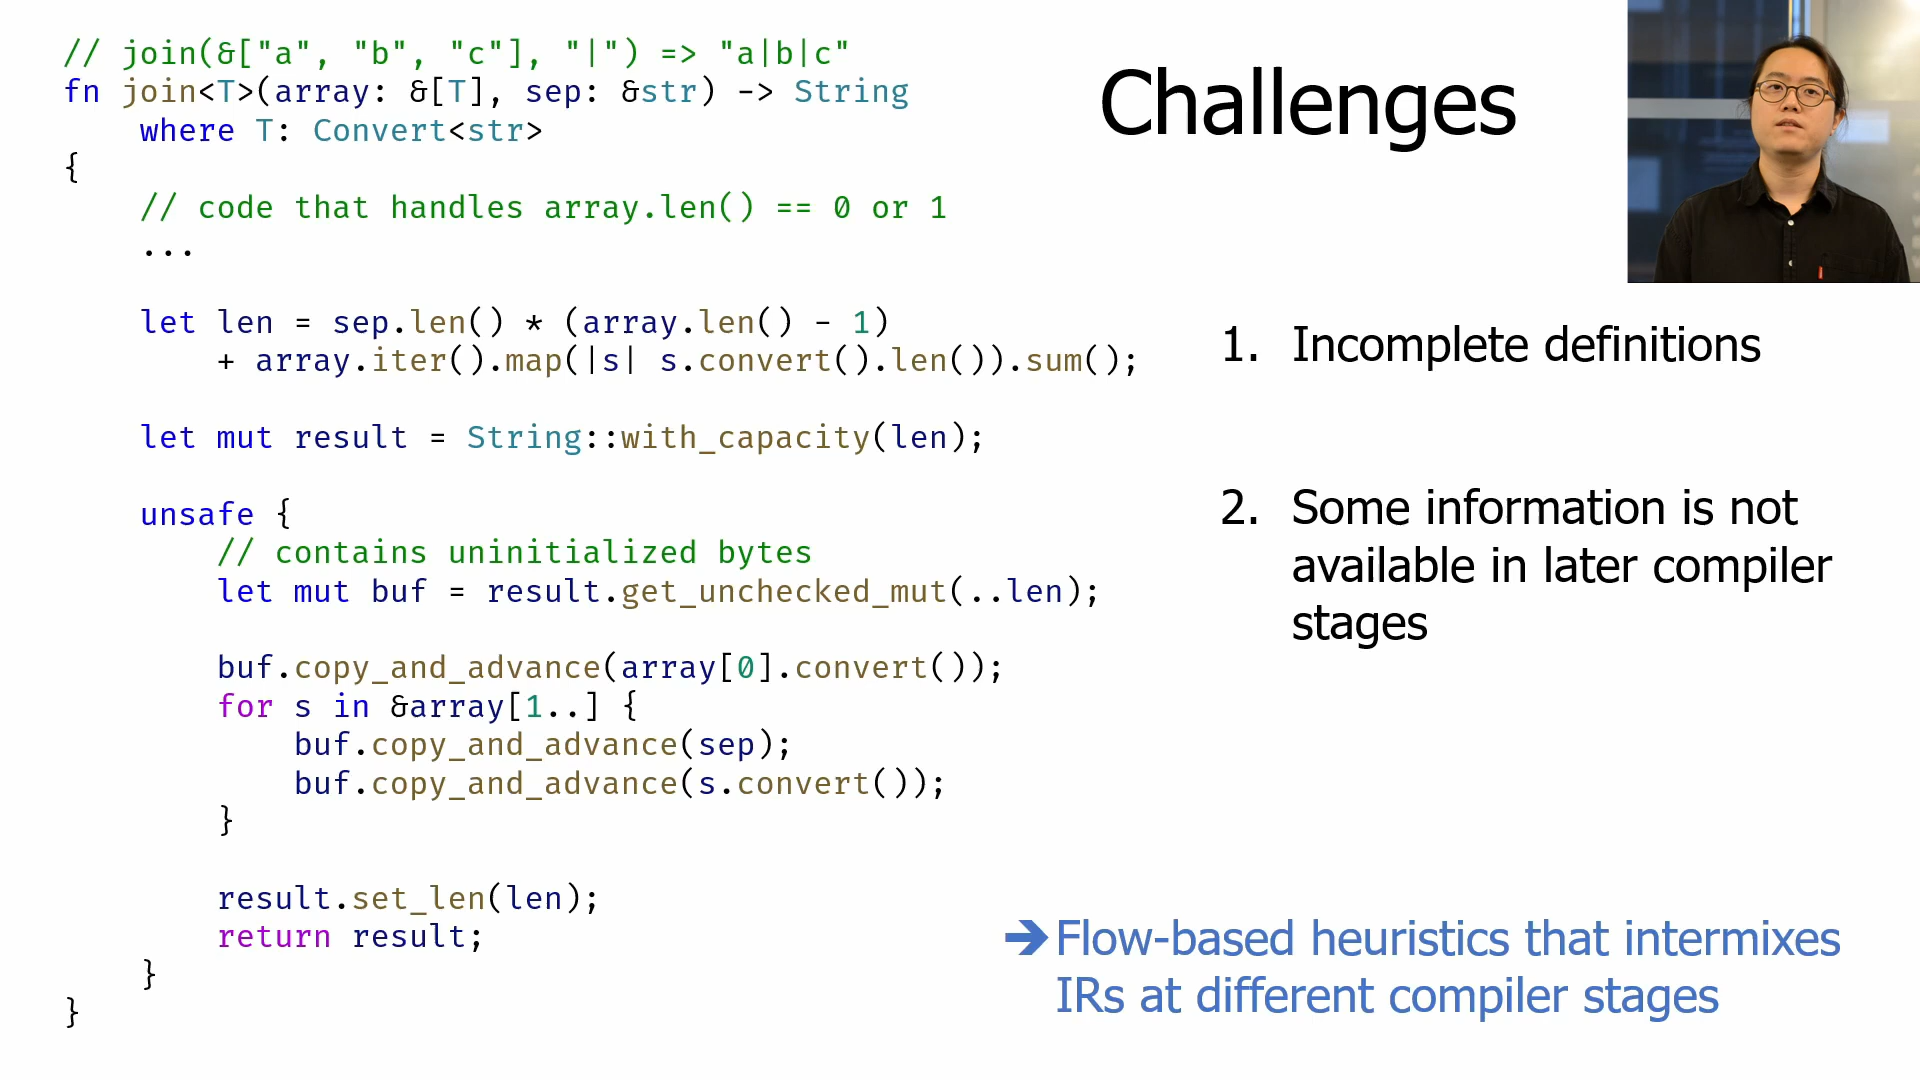 // join(&["a", "b", "c"], "|") => "a|b|c"
fn join<T>(array: &[T], sep: &str) -> String
    where T: Convert<str>
{
    // code that handles array.len() == 0 or 1
    ...
    let len = sep.len() * (array.len() - 1)
        + array.iter().map(|s| s.convert().len()).sum();
    let mut result = String::with_capacity(len);
    unsafe {
        // contains uninitialized bytes
        let mut buf = result.get_unchecked_mut(..len);
        buf.copy_and_advance(array[0].convert());
        for s in &array[1..] {
            buf.copy_and_advance(sep);
            buf.copy_and_advance(s.convert());
        }
        result.set_len(len);
        return result;
    }
}
Challenges
1. Incomplete definitions
2. Some information is not
available in later compiler
stages
➔ Flow-based heuristics that intermixes
IRs at different compiler stages